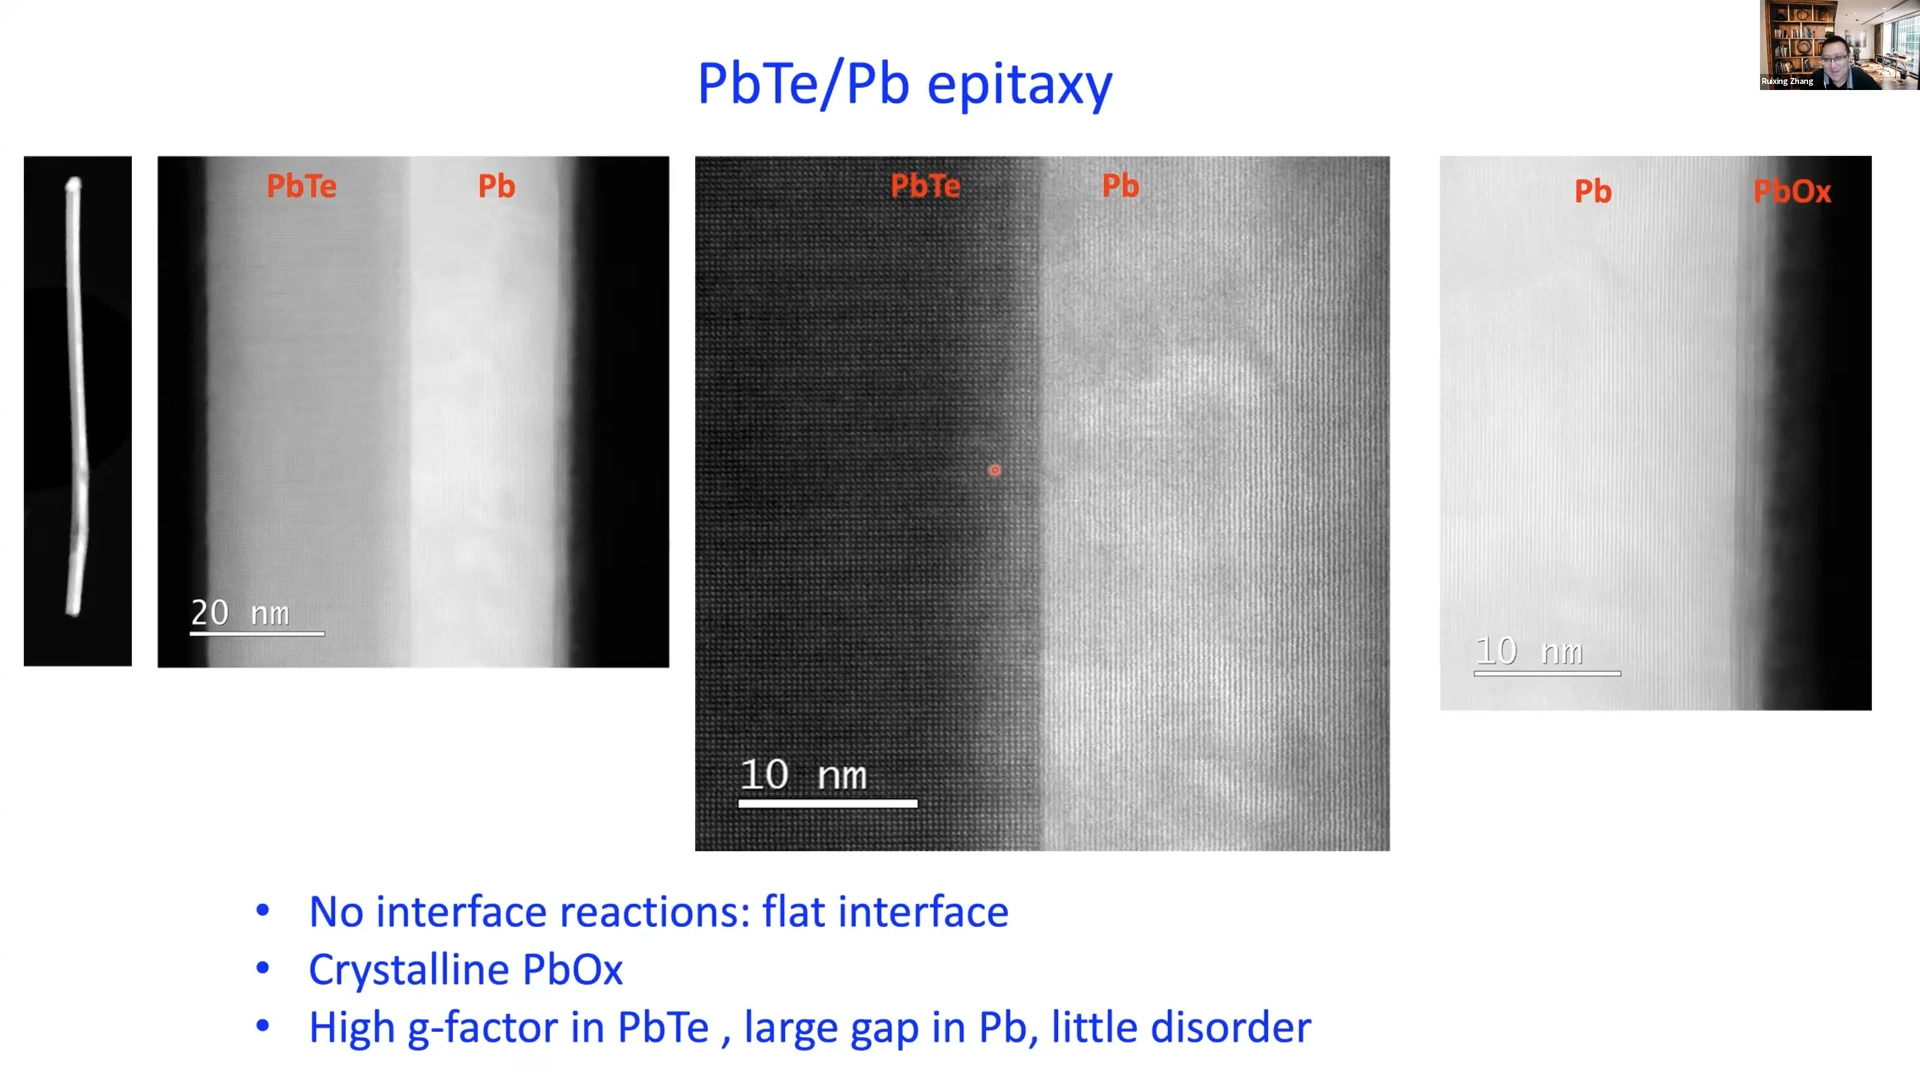 PbTe/Pb epitaxy
Ruixing Zhang
PbTe
Pb
20 nm
PbTe
Pb
10 nm
Pb
PbOx
10 nm
• No interface reactions: flat interface
• Crystalline PbOx
• High g-factor in PbTe , large gap in Pb, little disorder